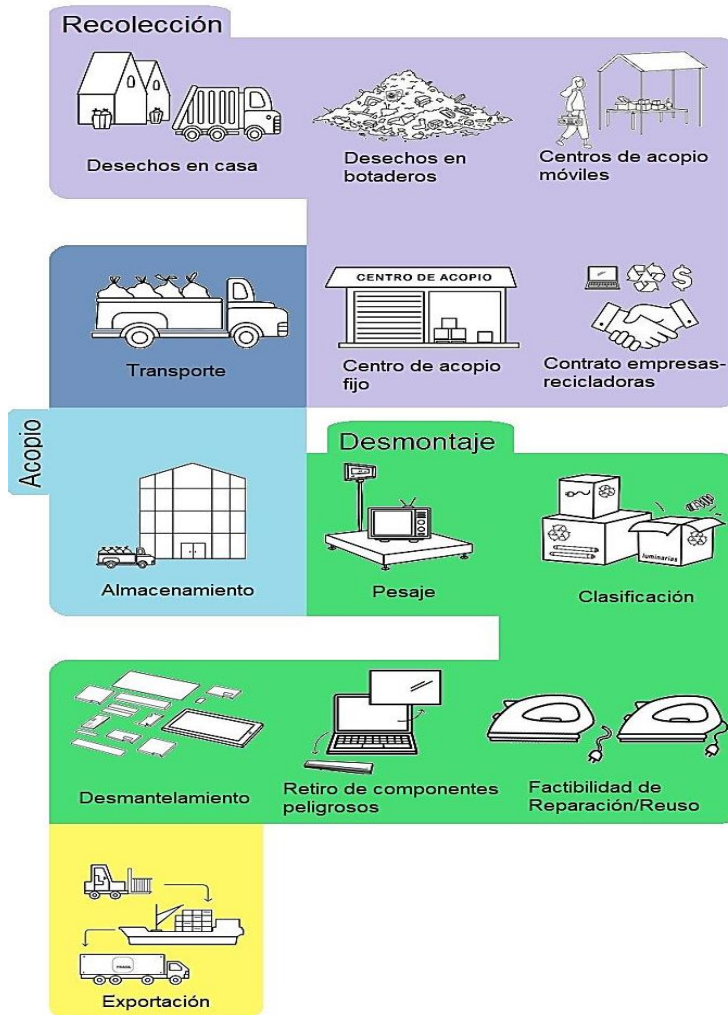 Recolección
Desechos en casa
Desechos en
botaderos
Centros de acopio
móviles
Transporte
CENTRO DE ACOPIO
Centro de acopio
fijo
$
Contrato empresas-
recicladoras
Acopio
Almacenamiento
Desmontaje
Pesaje
luminarias
Clasificación
Desmantelamiento
Retiro de componentes
peligrosos
Factibilidad de
Reparación/Reuso
Exportación